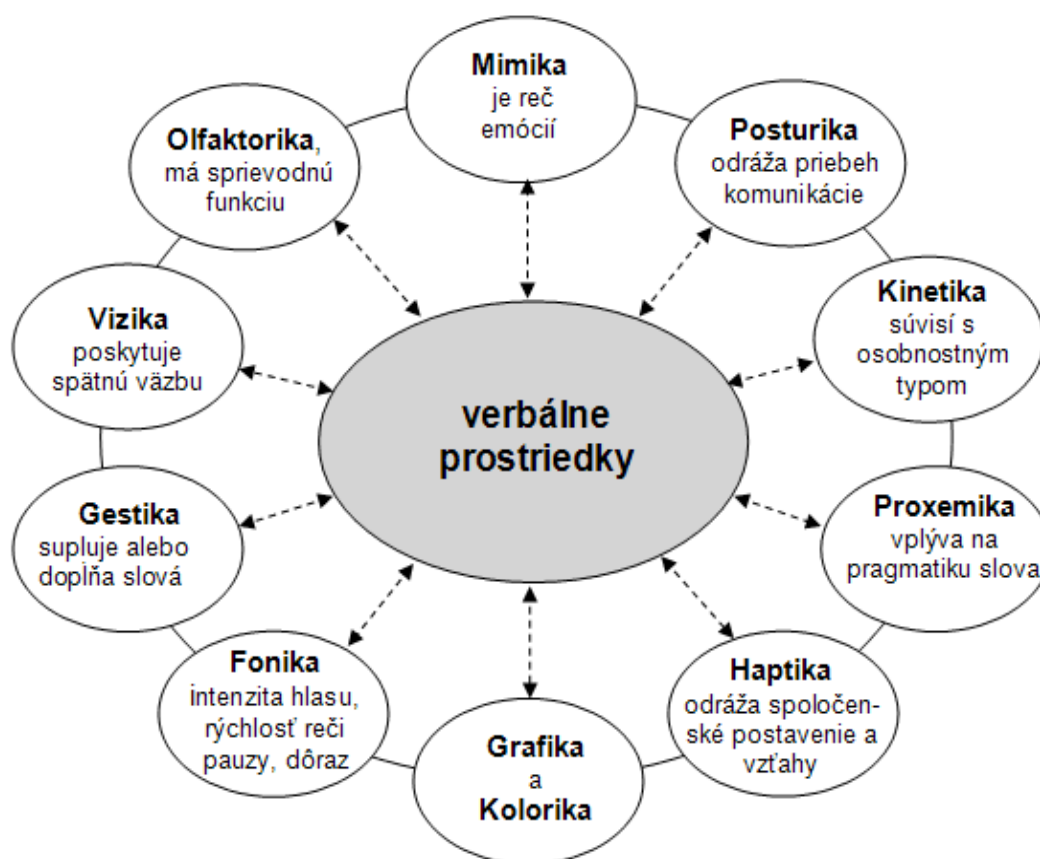 Mimika
je reč
emócií
Posturika
odráža priebeh
komunikácie
Kinetika
súvisí s
osobnostným
typom
Proxemika
vplýva na
pragmatiku slova
Haptika
odráža spoločen-
ské postavenie a
vzťahy
Grafika
a
Kolorika
Fonika
intenzita hlasu,
rýchlosť reči
pauzy, dôraz
Gestika
supluje alebo
dopĺňa slová
Vizika
poskytuje
spätnú väzbu
Olfaktorika,
má sprievodnú
funkciu
verbálne
prostriedky